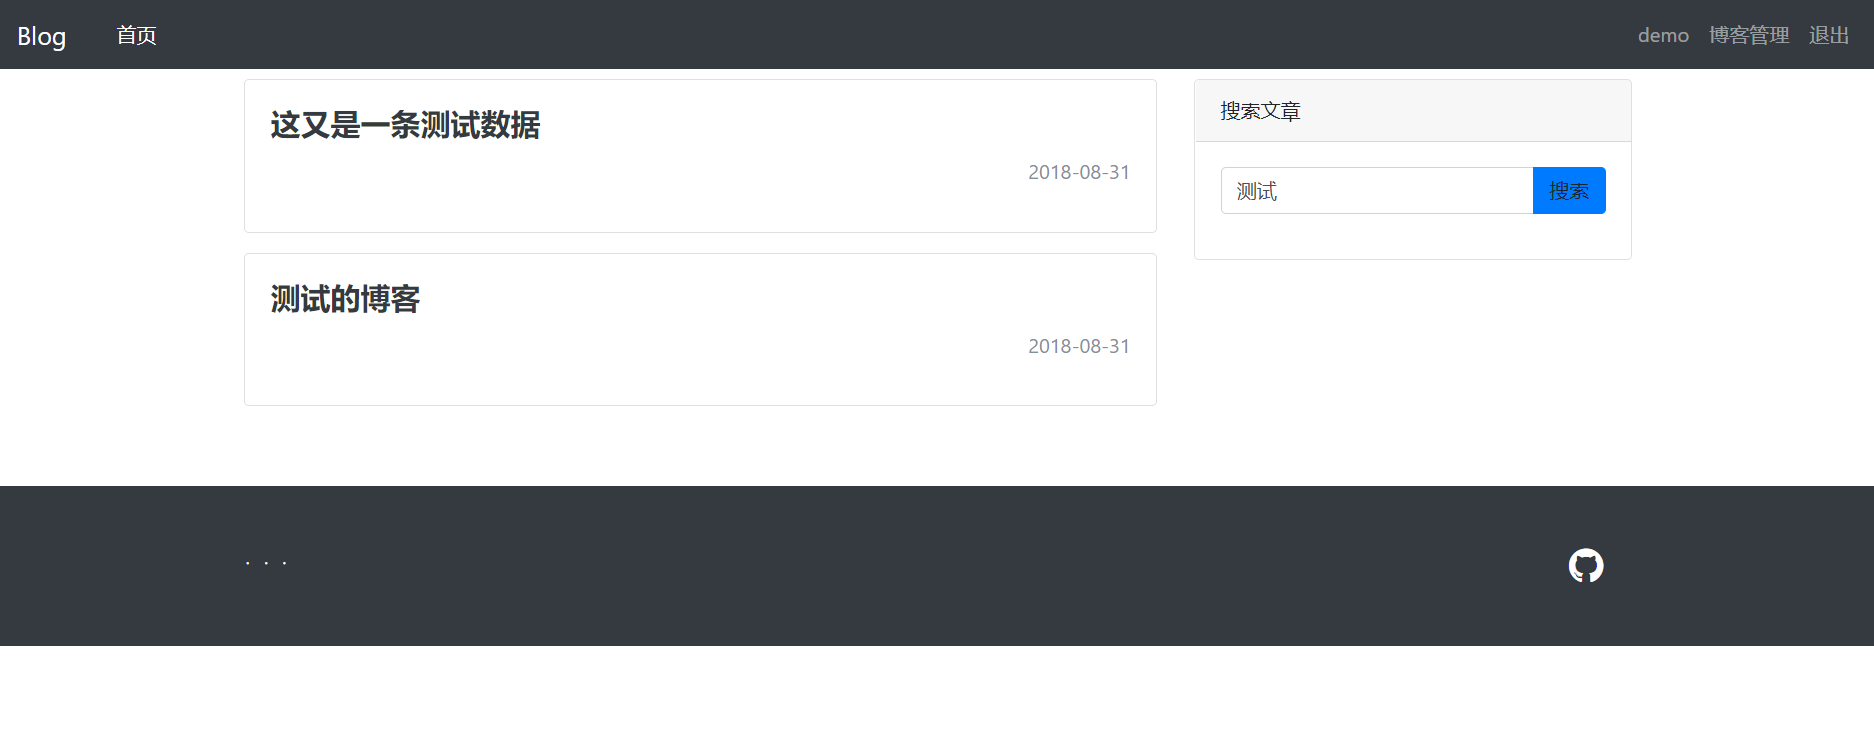 Blog 首页 demo 博客管理 退出
这又是一条测试数据
2018-08-31
测试的博客
2018-08-31
搜索文章
测试 搜索
. . .